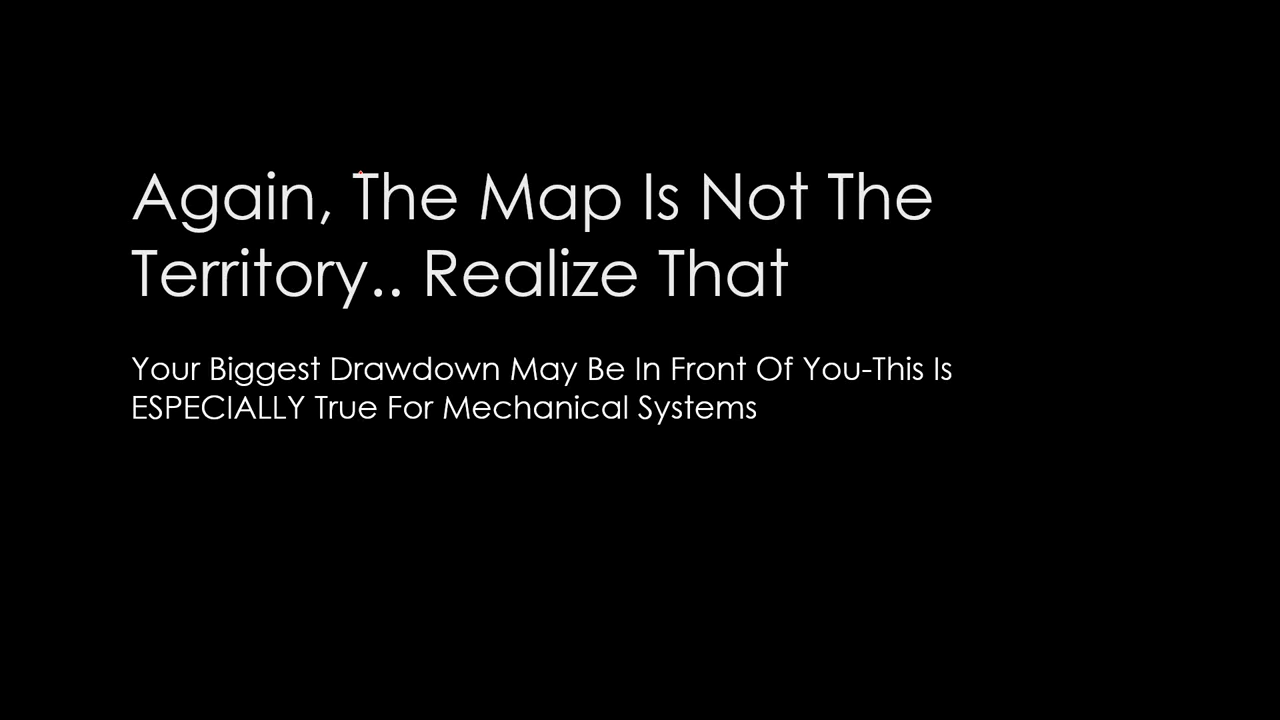 Again, The Map Is Not The
Territory.. Realize That
Your Biggest Drawdown May Be In Front Of You-This Is
ESPECIALLY True For Mechanical Systems